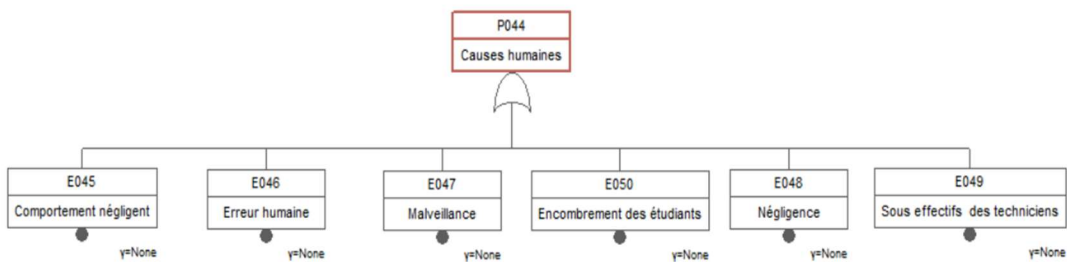 P044
Causes humaines
E045
Comportement négligent
γ=None
E046
Erreur humaine
γ=None
E047
Malveillance
γ=None
E050
Encombrement des étudiants
γ=None
E048
Négligence
γ=None
E049
Sous effectifs des techniciens
γ=None